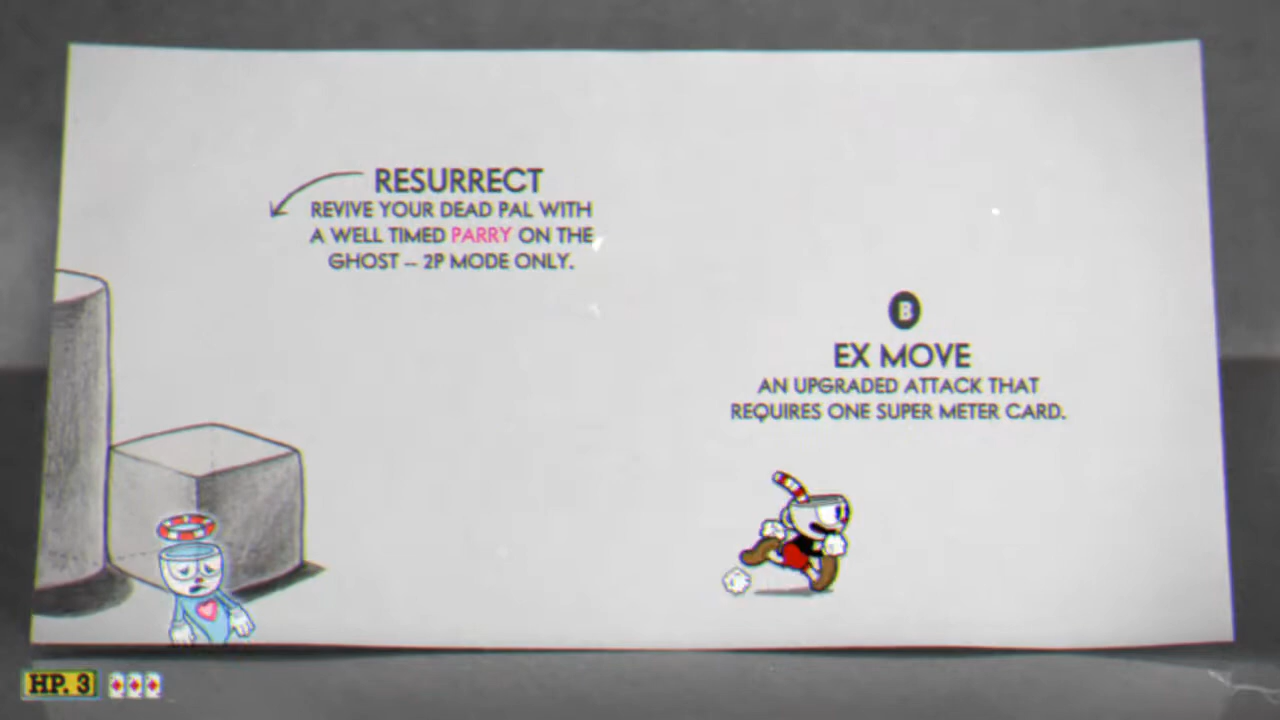 RESURRECT
REVIVE YOUR DEAD PAL WITH
A WELL TIMED PARRY ON THE
GHOST -- 2P MODE ONLY.
B
EX MOVE
AN UPGRADED ATTACK THAT
REQUIRES ONE SUPER METER CARD.
HP. 3